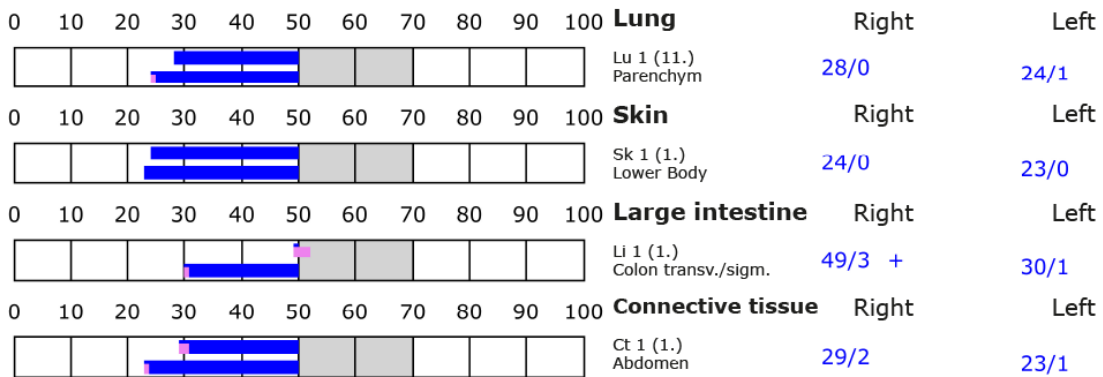 0 10 20 30 40 50 60 70 80 90 100 Lung Right Left
Lu 1 (11.)
Parenchym 28/0 24/1
0 10 20 30 40 50 60 70 80 90 100 Skin Right Left
Sk 1 (1.)
Lower Body 24/0 23/0
0 10 20 30 40 50 60 70 80 90 100 Large intestine Right Left
Li 1 (1.)
Colon transv./sigm. 49/3 + 30/1
0 10 20 30 40 50 60 70 80 90 100 Connective tissue Right Left
Ct 1 (1.)
Abdomen 29/2 23/1